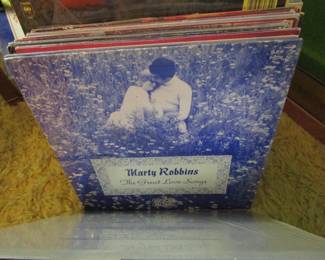 Marty Robbins
The Great Love Songs